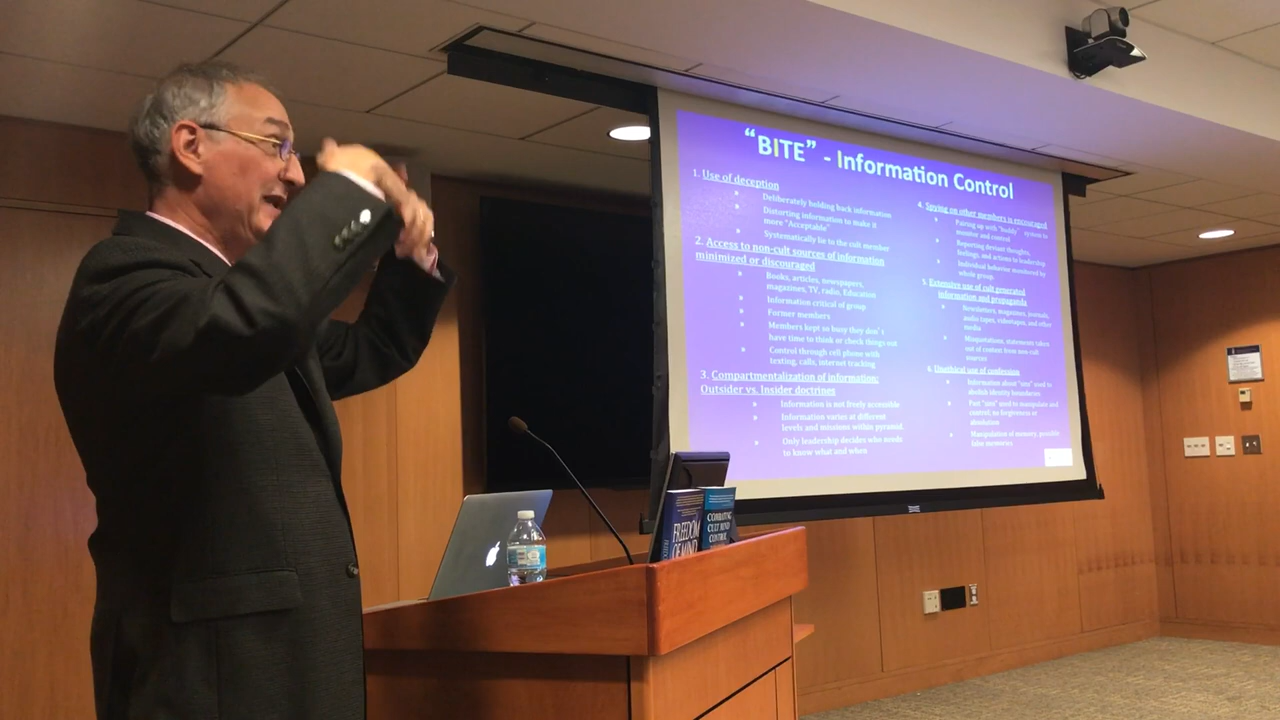 “BITE” - Information Control
1. Use of deception
Deliberately holding back information
Distorting information to make it
more "Acceptable"
Systematically lie to the cult member
2. Access to non-cult sources of information
minimized or discouraged
Books, articles, newspapers,
magazines, TV, radio, Education
Information critical of group
Former members
Members kept so busy they don't
have time to think or check things out
Control through cell phone with
texting, calls, internet tracking
3. Compartmentalization of information;
Outsider vs. Insider doctrines
Information is not freely accessible
Information varies at different
levels and missions within pyramid.
Only leadership decides who needs
to know what and when
4. Spying on other members is encouraged
Pairing up with "buddy" system to
monitor and control
Reporting deviant thoughts,
feelings, and actions to leadership
Individual behavior monitored by
whole group.
5. Extensive use of cult generated
information and propaganda
Newsletters, magazines, journals,
audio tapes, videotapes, and other
media
Misquotations, statements taken
out of context from non-cult
sources
6. Unethical use of confession
Information about "sins" used to
abolish identity boundaries
Past "sins" used to manipulate and
control; no forgiveness or
absolution
Manipulation of memory, possible
false memories
FREEDOM
OF MIND
COMBATING
CULT MIND
CONTROL